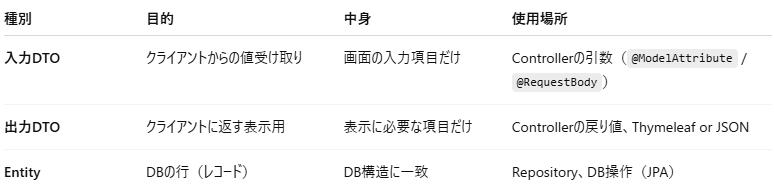 種別 目的 中身 使用場所
入力DTO クライアントからの値受け取り 画面の入力項目だけ Controllerの引数（ @ModelAttribute /
@RequestBody ）
出力DTO クライアントに返す表示用 表示に必要な項目だけ Controllerの戻り値、Thymeleaf or JSON
Entity DBの行（レコード） DB構造に一致 Repository、DB操作（JPA）